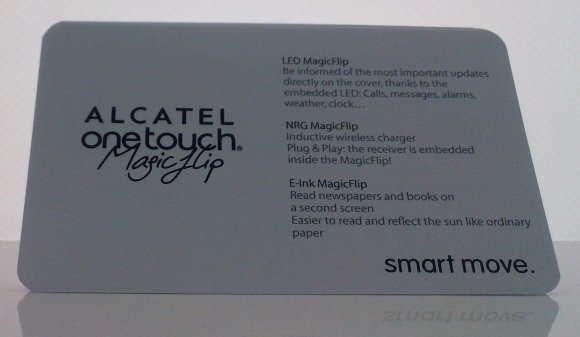 ALCATEL
onetouch®
MagicFlip
LED MagicFlip
Be informed of the most important updates
directly on the cover, thanks to the
embedded LED: Calls, messages, alarms,
weather, clock…
NRG MagicFlip
Inductive wireless charger
Plug & Play: the receiver is embedded
inside the MagicFlip!
E-Ink MagicFlip
Read newspapers and books on
a second screen
Easier to read and reflect the sun like ordinary
paper
smart move.